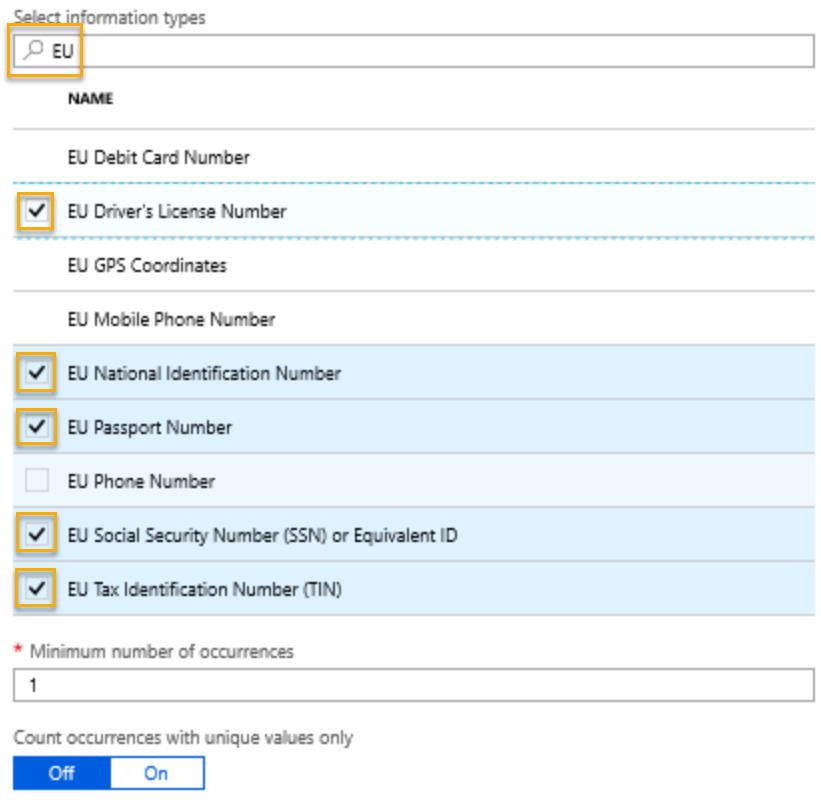 Select information types
EU
NAME
EU Debit Card Number
EU Driver's License Number
EU GPS Coordinates
EU Mobile Phone Number
EU National Identification Number
EU Passport Number
EU Phone Number
EU Social Security Number (SSN) or Equivalent ID
EU Tax Identification Number (TIN)
* Minimum number of occurrences
1
Count occurrences with unique values only
Off On